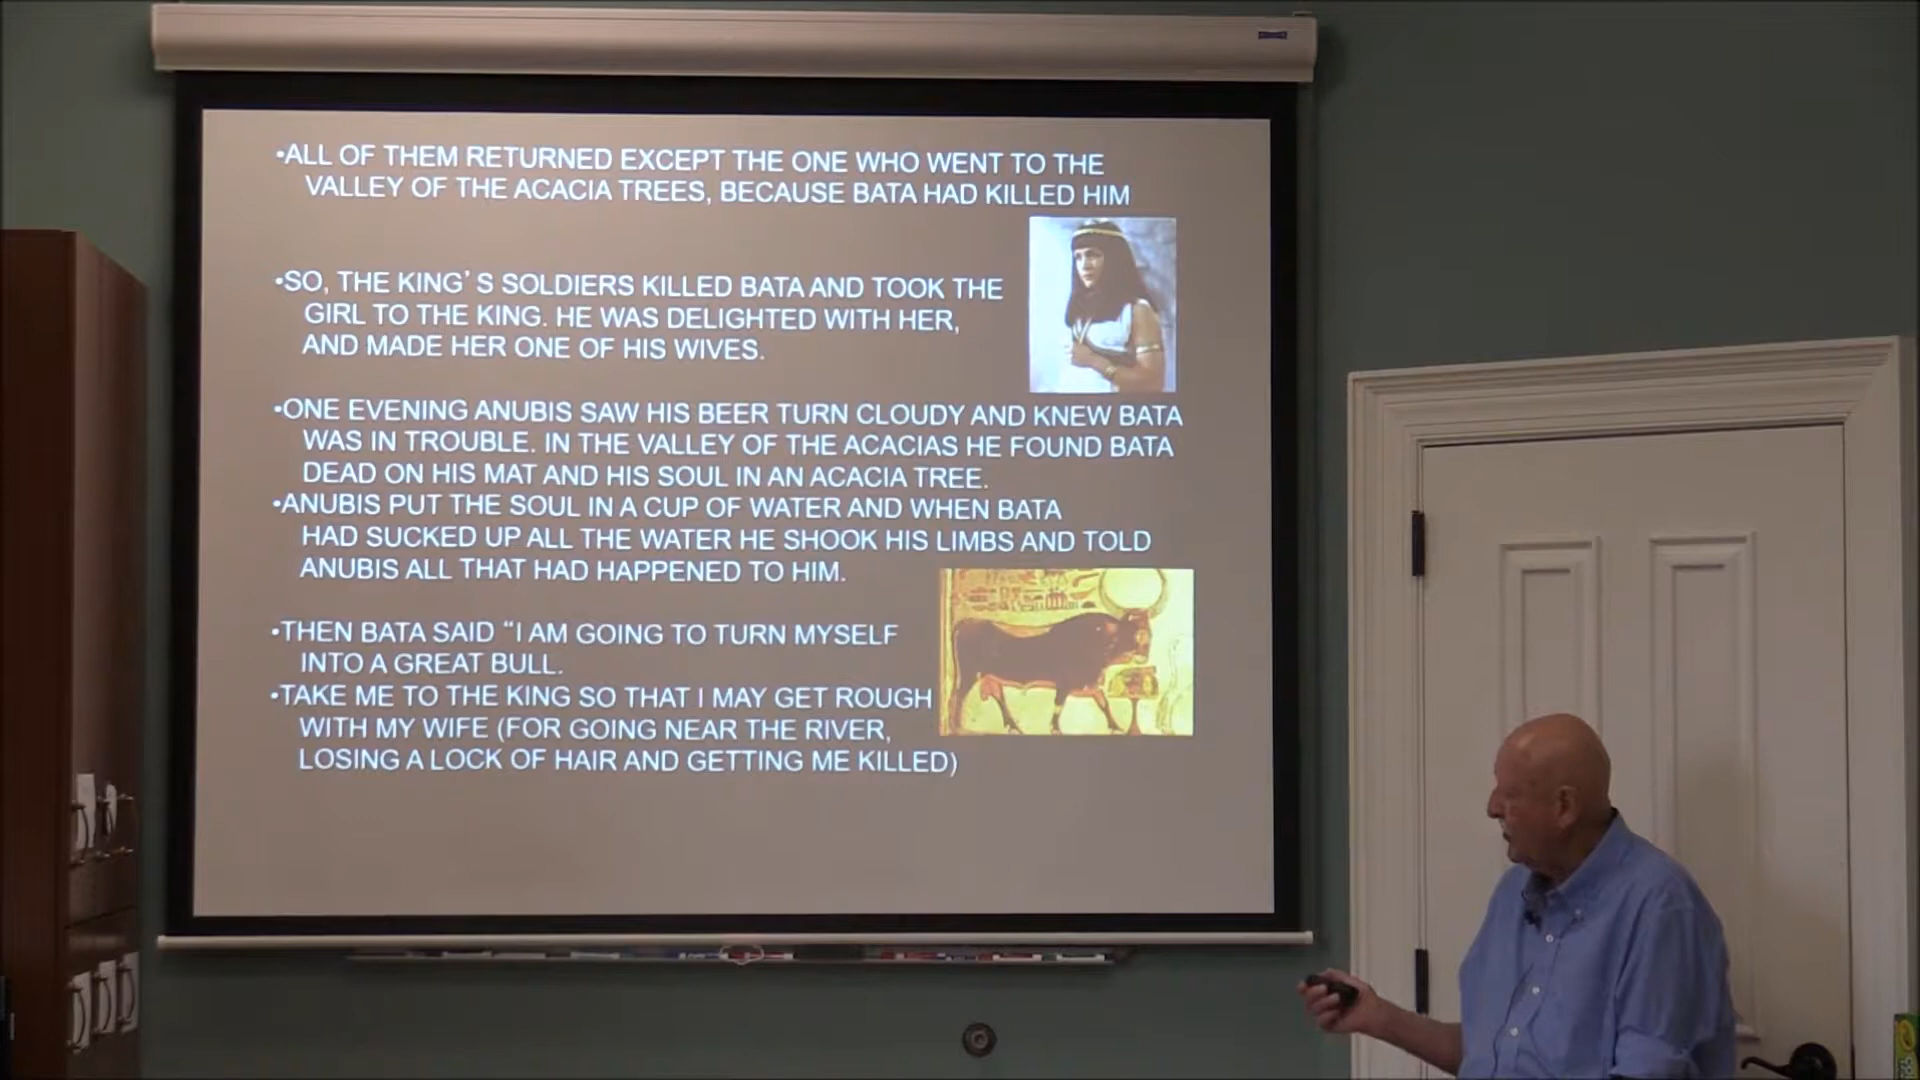 •ALL OF THEM RETURNED EXCEPT THE ONE WHO WENT TO THE
VALLEY OF THE ACACIA TREES, BECAUSE BATA HAD KILLED HIM
•SO, THE KING'S SOLDIERS KILLED BATA AND TOOK THE
GIRL TO THE KING. HE WAS DELIGHTED WITH HER,
AND MADE HER ONE OF HIS WIVES.
•ONE EVENING ANUBIS SAW HIS BEER TURN CLOUDY AND KNEW BATA
WAS IN TROUBLE. IN THE VALLEY OF THE ACACIAS HE FOUND BATA
DEAD ON HIS MAT AND HIS SOUL IN AN ACACIA TREE.
•ANUBIS PUT THE SOUL IN A CUP OF WATER AND WHEN BATA
HAD SUCKED UP ALL THE WATER HE SHOOK HIS LIMBS AND TOLD
ANUBIS ALL THAT HAD HAPPENED TO HIM.
•THEN BATA SAID “I AM GOING TO TURN MYSELF
INTO A GREAT BULL.
•TAKE ME TO THE KING SO THAT I MAY GET ROUGH
WITH MY WIFE (FOR GOING NEAR THE RIVER,
LOSING A LOCK OF HAIR AND GETTING ME KILLED)